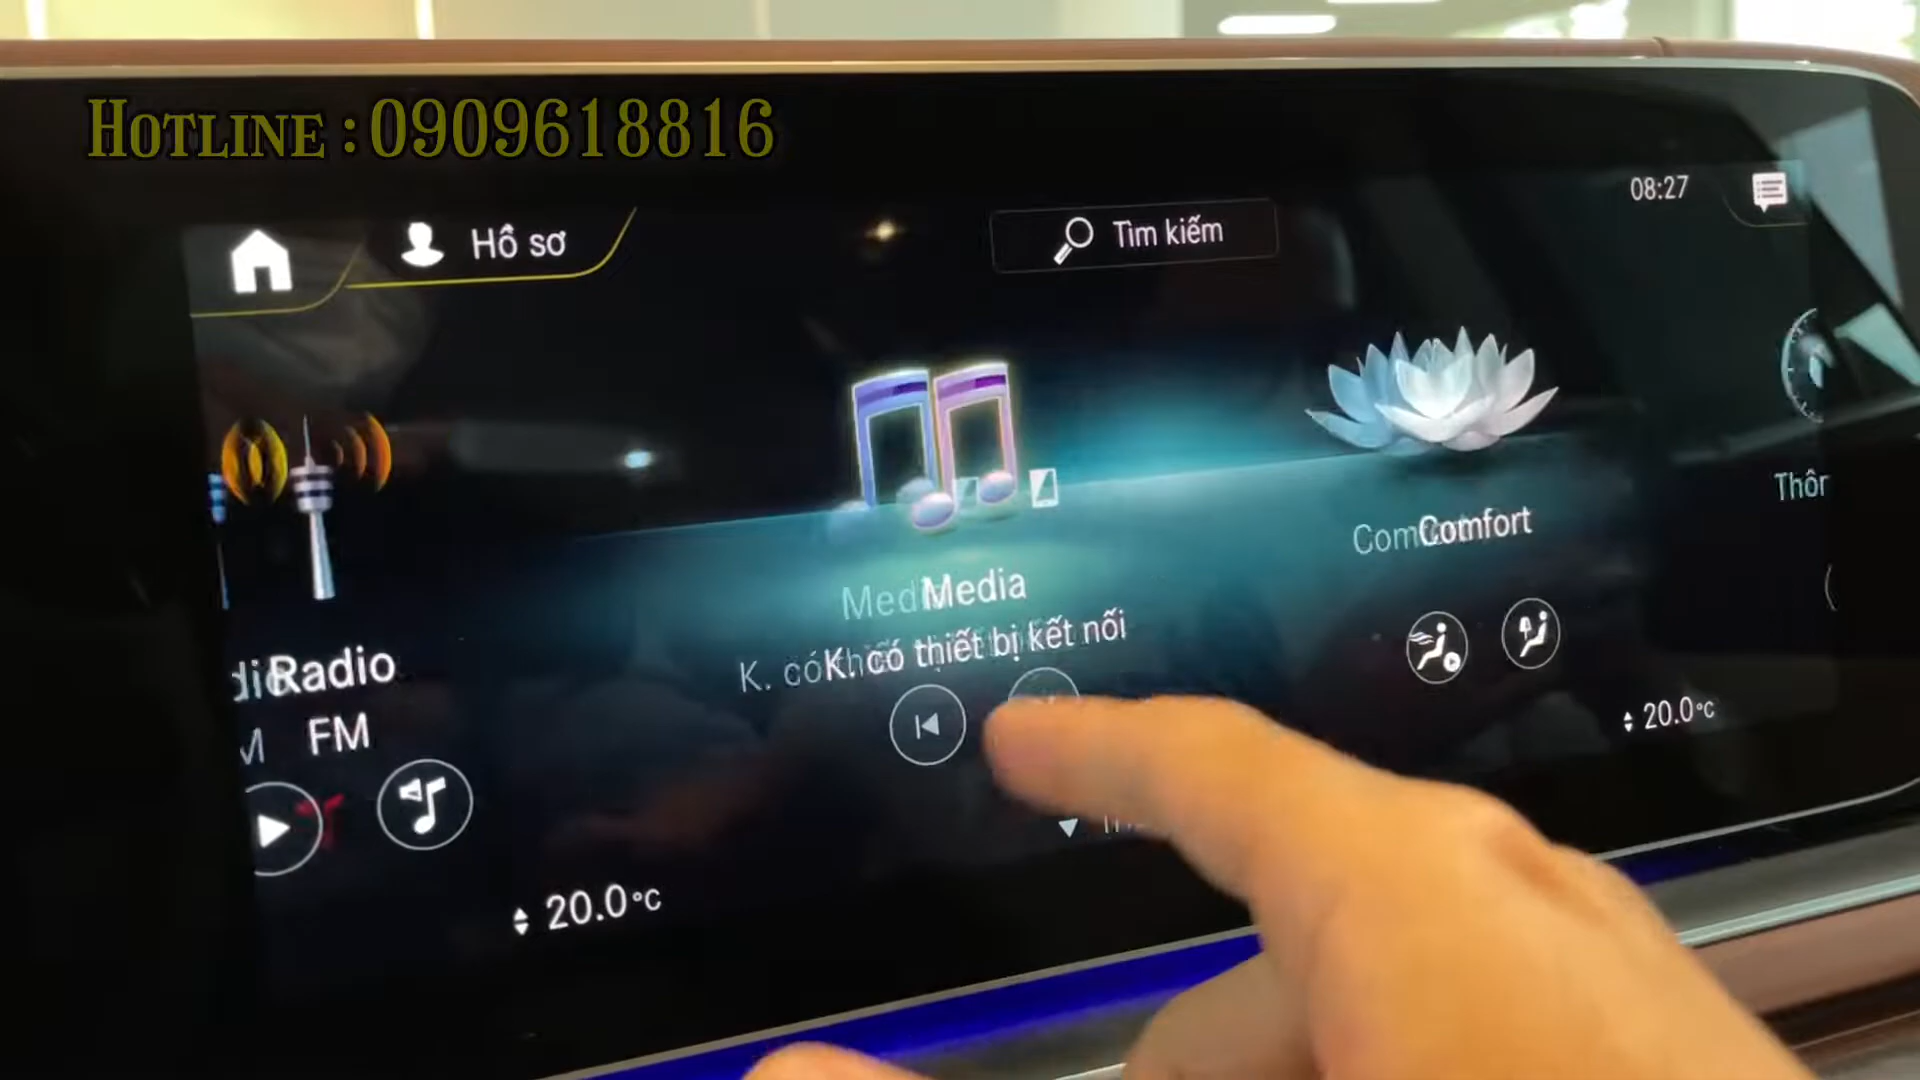 Hotline : 0909618816
08:27
Hồ sơ
Tìm kiếm
Radio
FM
Media
K. có thiết bị kết nối
Comfort
Thôn
20.0°C
20.0°C